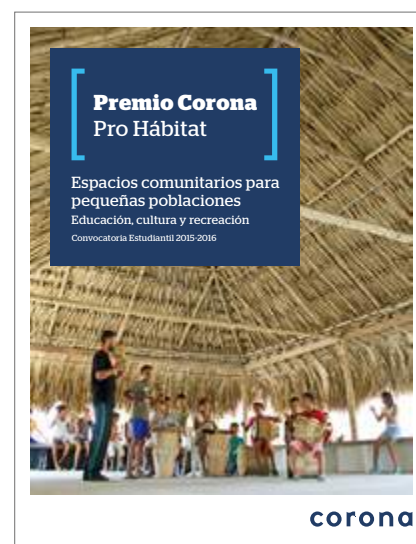 Premio Corona
Pro Hábitat
Espacios comunitarios para
pequeñas poblaciones
Educación, cultura y recreación
Convocatoria Estudiantil 2015-2016
corona